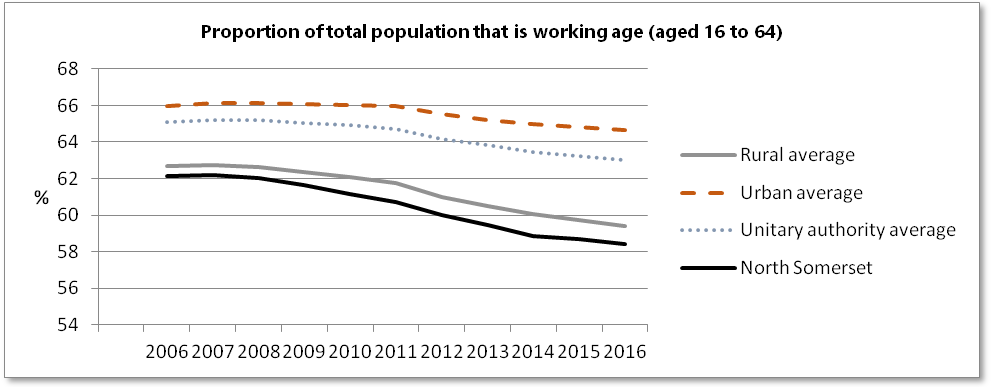 Proportion of total population that is working age (aged 16 to 64)
68
66
64
62
60
58
56
54
%
2006 2007 2008 2009 2010 2011 2012 2013 2014 2015 2016
Rural average
Urban average
Unitary authority average
North Somerset